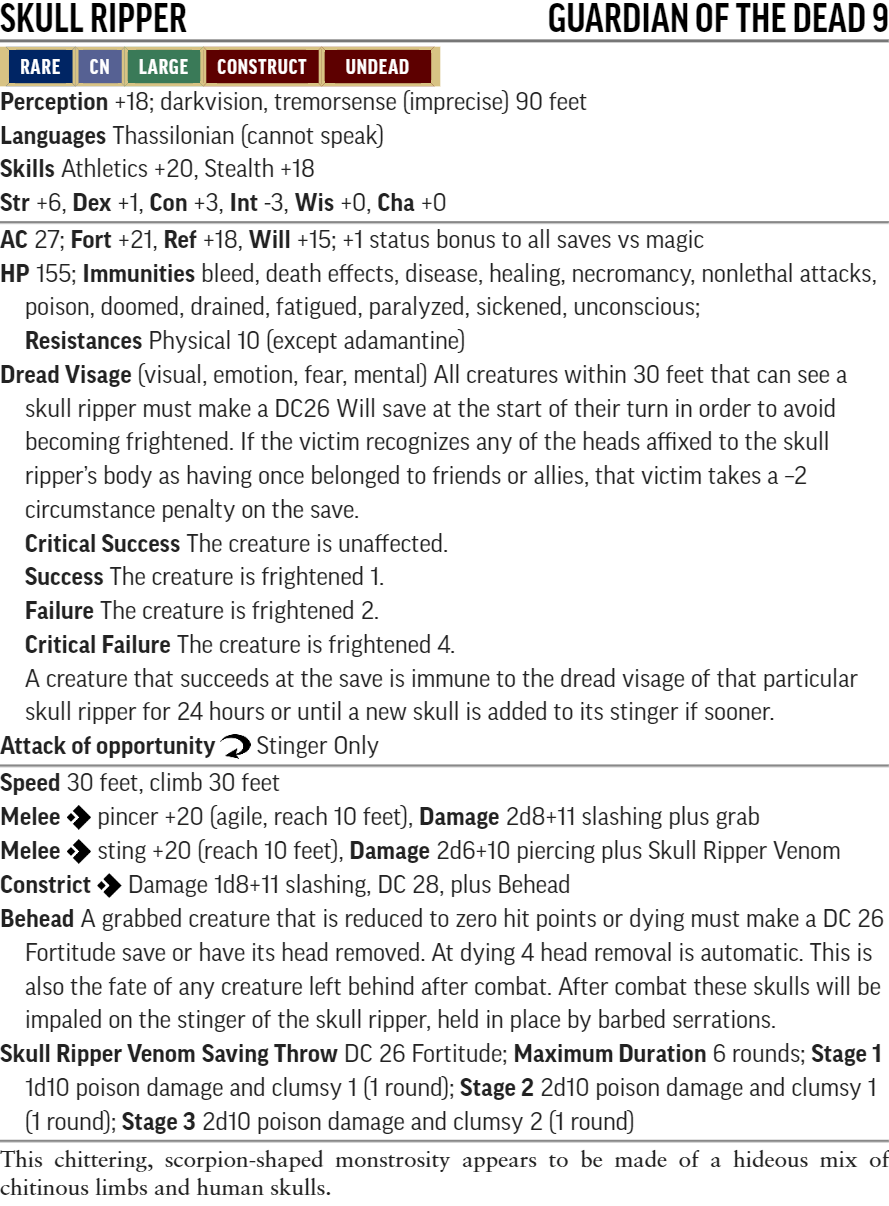 SKULL RIPPER GUARDIAN OF THE DEAD 9
RARE CN LARGE CONSTRUCT UNDEAD
Perception +18; darkvision, tremorsense (imprecise) 90 feet
Languages Thassilonian (cannot speak)
Skills Athletics +20, Stealth +18
Str +6, Dex +1, Con +3, Int -3, Wis +0, Cha +0
AC 27; Fort +21, Ref +18, Will +15; +1 status bonus to all saves vs magic
HP 155; Immunities bleed, death effects, disease, healing, necromancy, nonlethal attacks,
poison, doomed, drained, fatigued, paralyzed, sickened, unconscious;
Resistances Physical 10 (except adamantine)
Dread Visage (visual, emotion, fear, mental) All creatures within 30 feet that can see a
skull ripper must make a DC26 Will save at the start of their turn in order to avoid
becoming frightened. If the victim recognizes any of the heads affixed to the skull
ripper's body as having once belonged to friends or allies, that victim takes a –2
circumstance penalty on the save.
Critical Success The creature is unaffected.
Success The creature is frightened 1.
Failure The creature is frightened 2.
Critical Failure The creature is frightened 4.
A creature that succeeds at the save is immune to the dread visage of that particular
skull ripper for 24 hours or until a new skull is added to its stinger if sooner.
Attack of opportunity Stinger Only
Speed 30 feet, climb 30 feet
Melee pincer +20 (agile, reach 10 feet), Damage 2d8+11 slashing plus grab
Melee sting +20 (reach 10 feet), Damage 2d6+10 piercing plus Skull Ripper Venom
Constrict Damage 1d8+11 slashing, DC 28, plus Behead
Behead A grabbed creature that is reduced to zero hit points or dying must make a DC 26
Fortitude save or have its head removed. At dying 4 head removal is automatic. This is
also the fate of any creature left behind after combat. After combat these skulls will be
impaled on the stinger of the skull ripper, held in place by barbed serrations.
Skull Ripper Venom Saving Throw DC 26 Fortitude; Maximum Duration 6 rounds; Stage 1
1d10 poison damage and clumsy 1 (1 round); Stage 2 2d10 poison damage and clumsy 1
(1 round); Stage 3 2d10 poison damage and clumsy 2 (1 round)
This chittering, scorpion-shaped monstrosity appears to be made of a hideous mix of
chitinous limbs and human skulls.